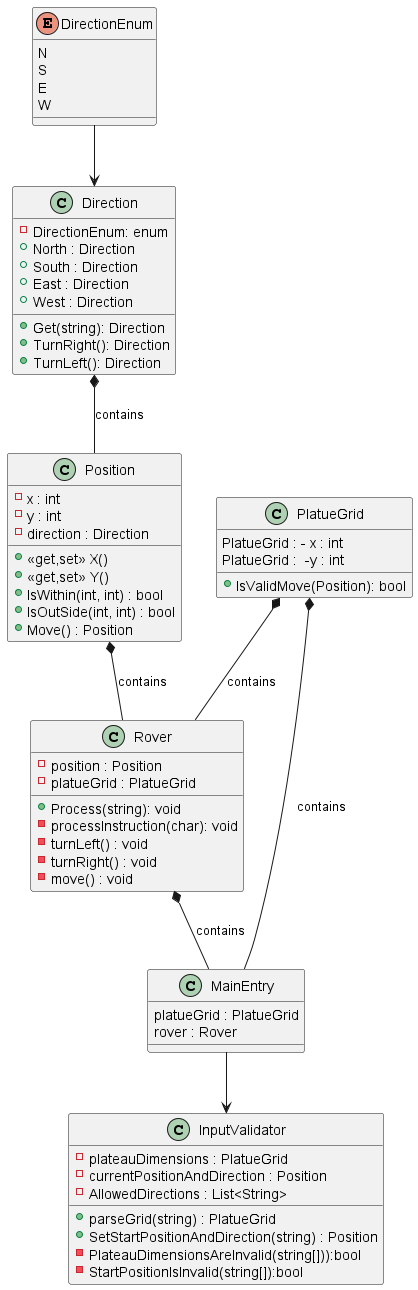 E DirectionEnum
N
S
E
W
C Direction
DirectionEnum: enum
North : Direction
South : Direction
East : Direction
West : Direction
Get(string): Direction
TurnRight(): Direction
TurnLeft(): Direction
contains
C Position
x : int
y : int
direction : Direction
«get,set» X()
«get,set» Y()
IsWithin(int, int) : bool
IsOutSide(int, int) : bool
Move() : Position
C PlatueGrid
PlatueGrid : - x : int
PlatueGrid :  -y : int
IsValidMove(Position): bool
contains
contains
C Rover
position : Position
platueGrid : PlatueGrid
Process(string): void
processInstruction(char): void
turnLeft() : void
turnRight() : void
move() : void
contains
contains
C MainEntry
platueGrid : PlatueGrid
rover : Rover
C InputValidator
plateauDimensions : PlatueGrid
currentPositionAndDirection : Position
AllowedDirections : List<String>
parseGrid(string) : PlatueGrid
SetStartPositionAndDirection(string) : Position
PlateauDimensionsAreInvalid(string[])):bool
StartPositionIsInvalid(string[]):bool